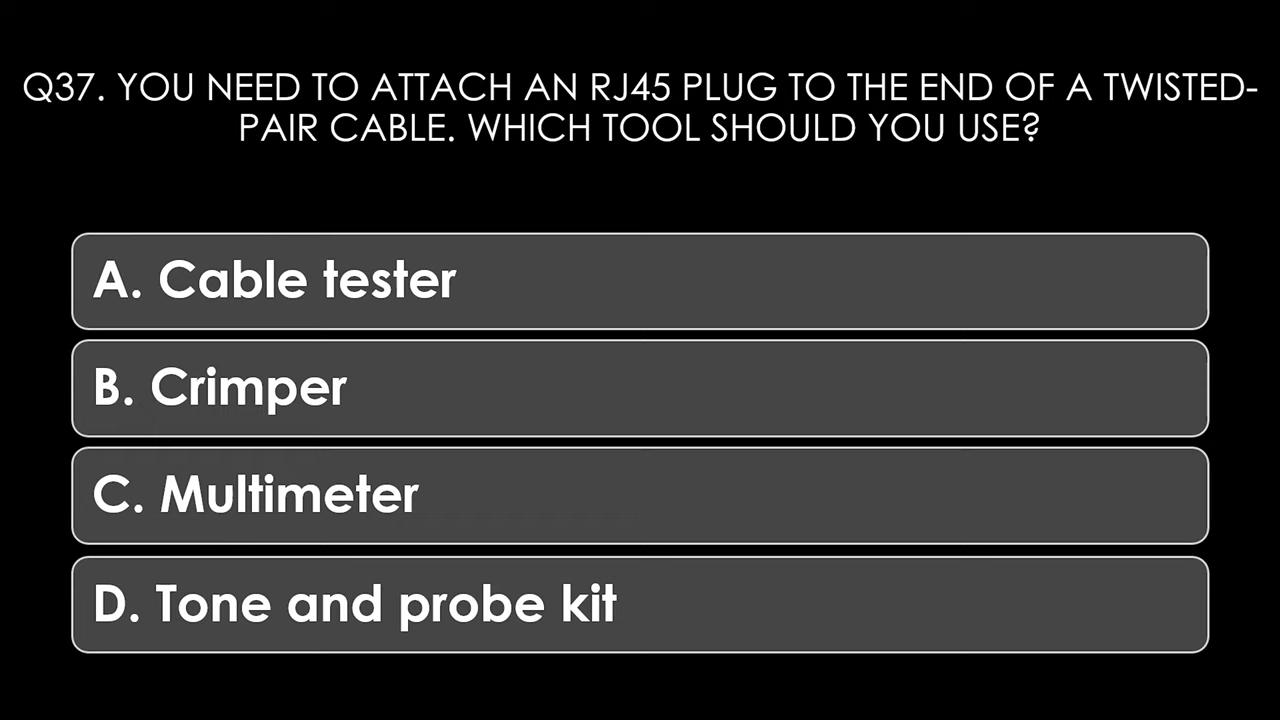 Q37. YOU NEED TO ATTACH AN RJ45 PLUG TO THE END OF A TWISTED-
PAIR CABLE. WHICH TOOL SHOULD YOU USE?
A. Cable tester
B. Crimper
C. Multimeter
D. Tone and probe kit